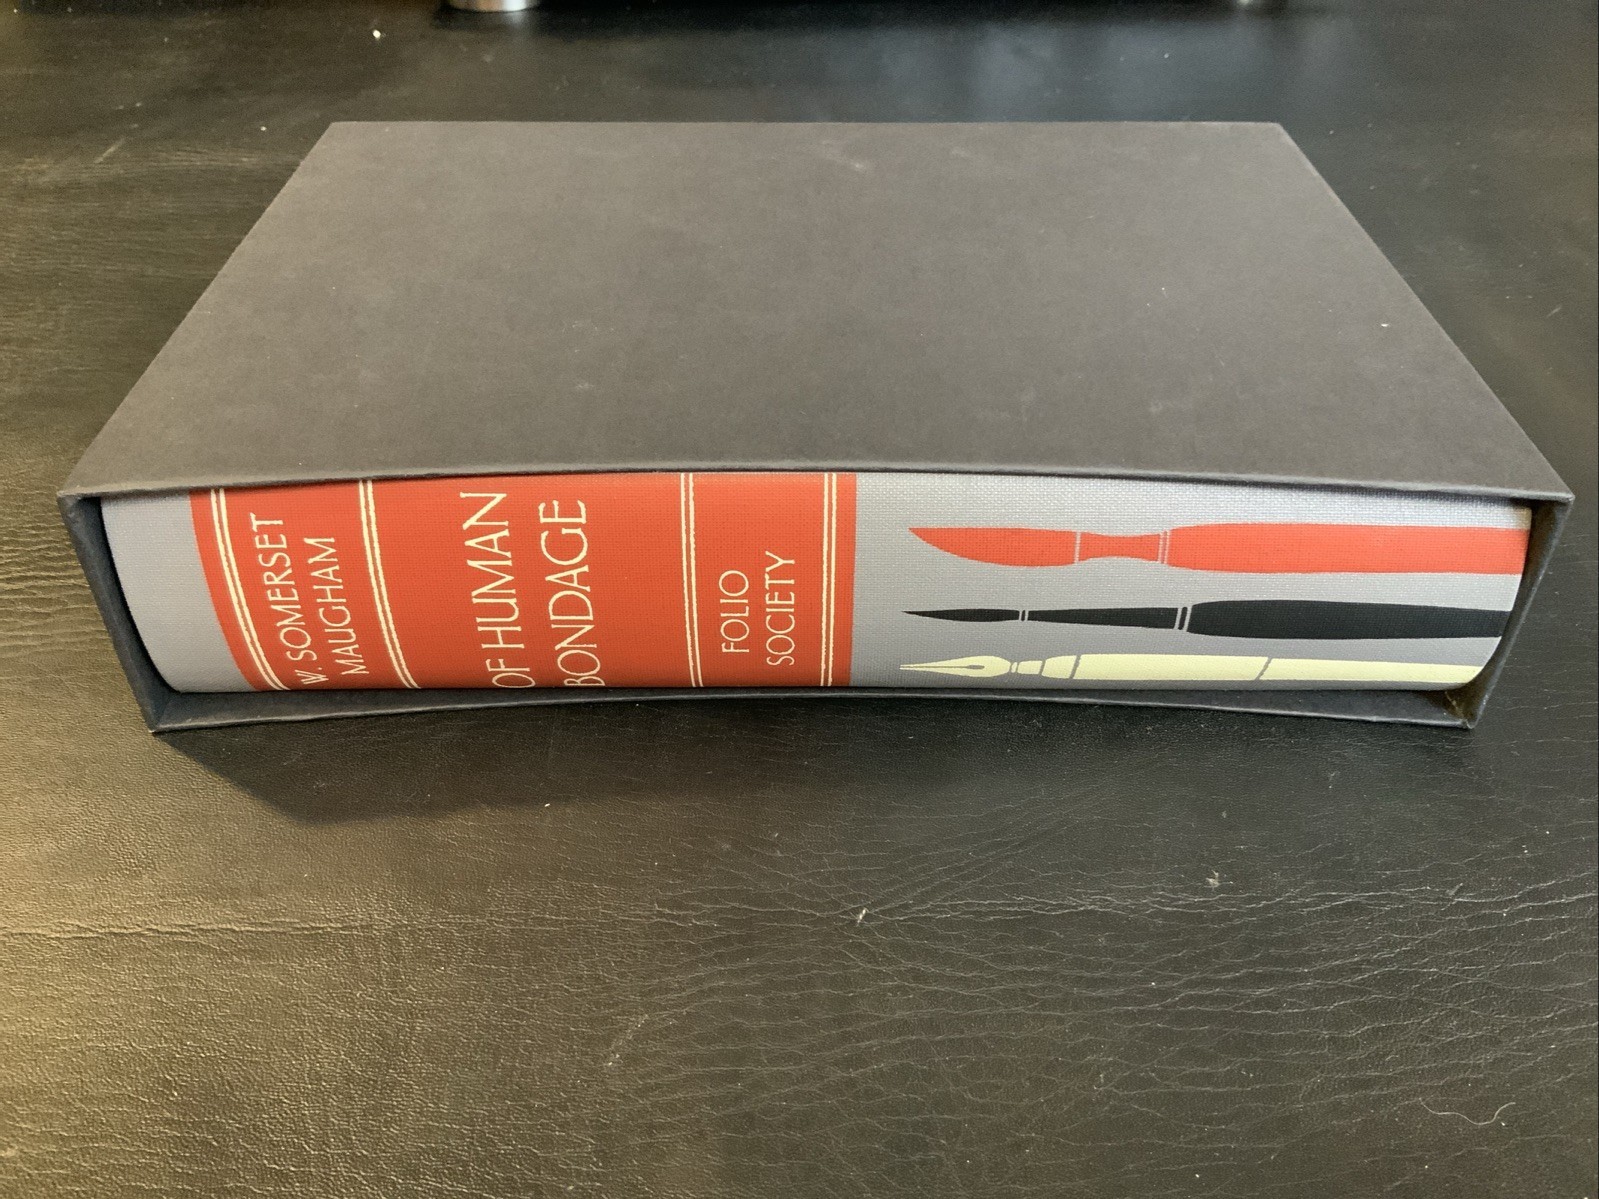 W. SOMERSET
MAUGHAM
OF HUMAN
BONDAGE
FOLIO
SOCIETY